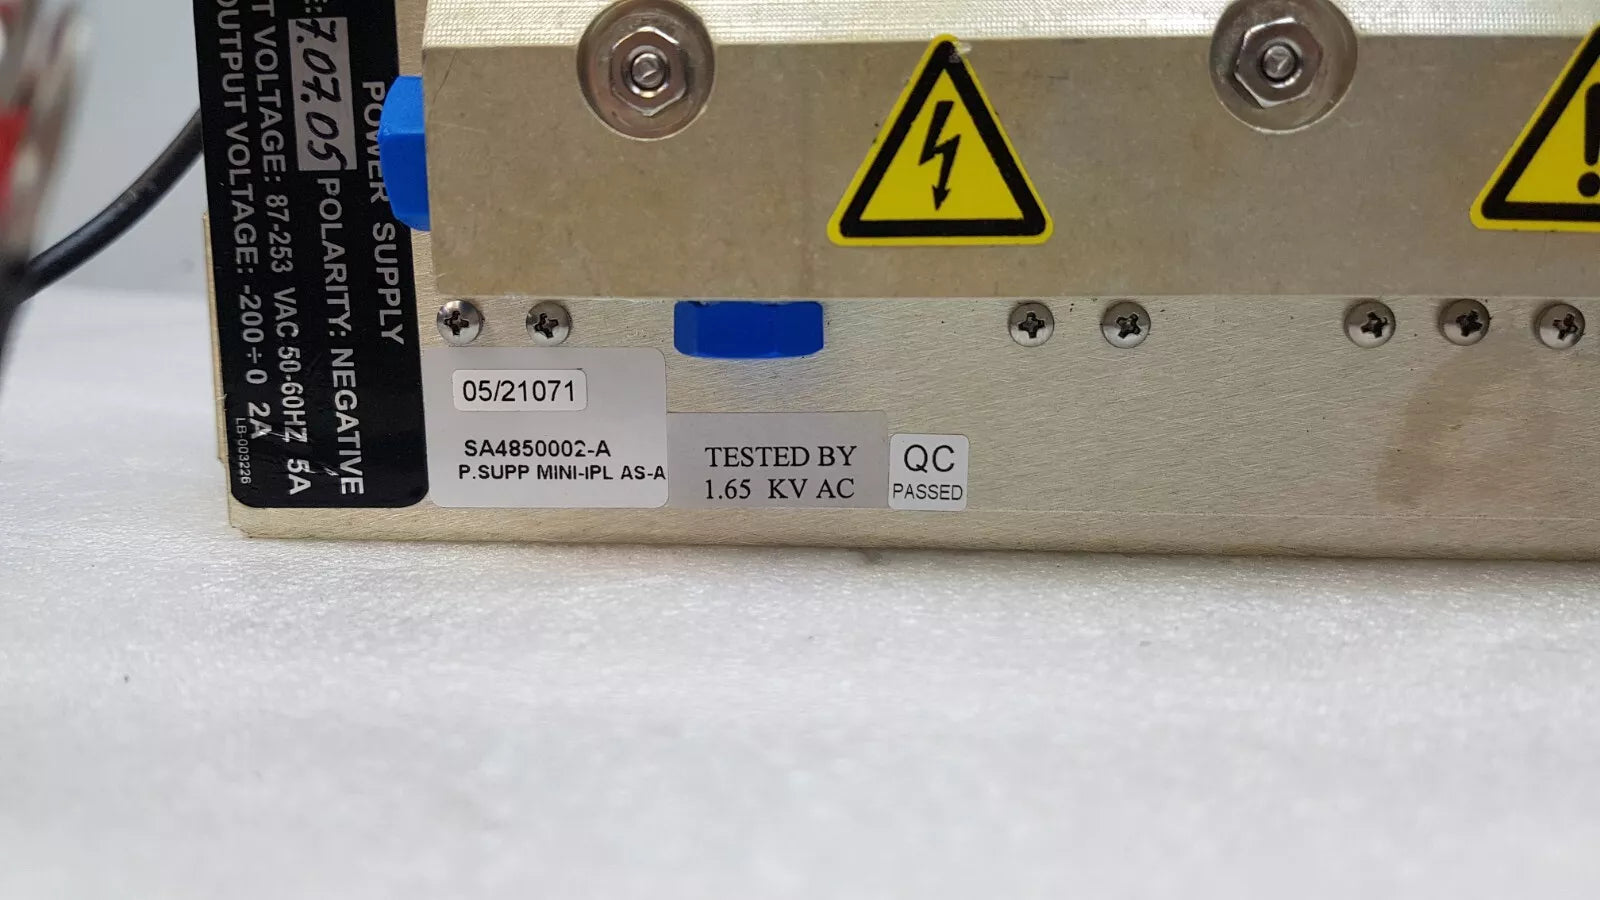 POWER SUPPLY
7.07.05 POLARITY: NEGATIVE
T VOLTAGE: 87-253 VAC 50-60HZ 5A
OUTPUT VOLTAGE: -200÷0 2A
LB-003226
05/21071
SA4850002-A
P.SUPP MINI-IPL AS-A
TESTED BY
1.65 KV AC
QC
PASSED